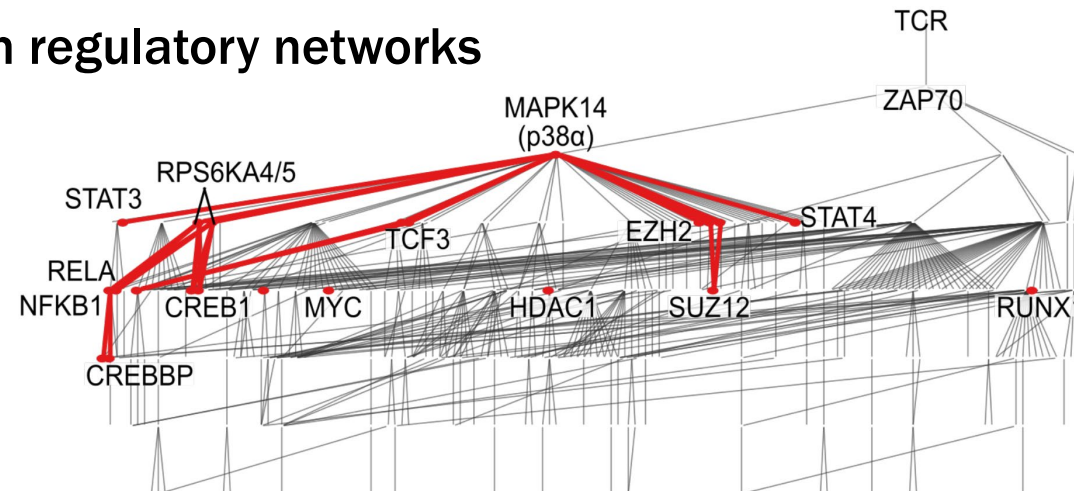 n regulatory networks
TCR
ZAP70
MAPK14
(p38α)
RPS6KA4/5
STAT3
STAT4
EZH2
TCF3
RELA
NFKB1
CREB1
MYC
HDAC1
SUZ12
RUNX
CREBBP